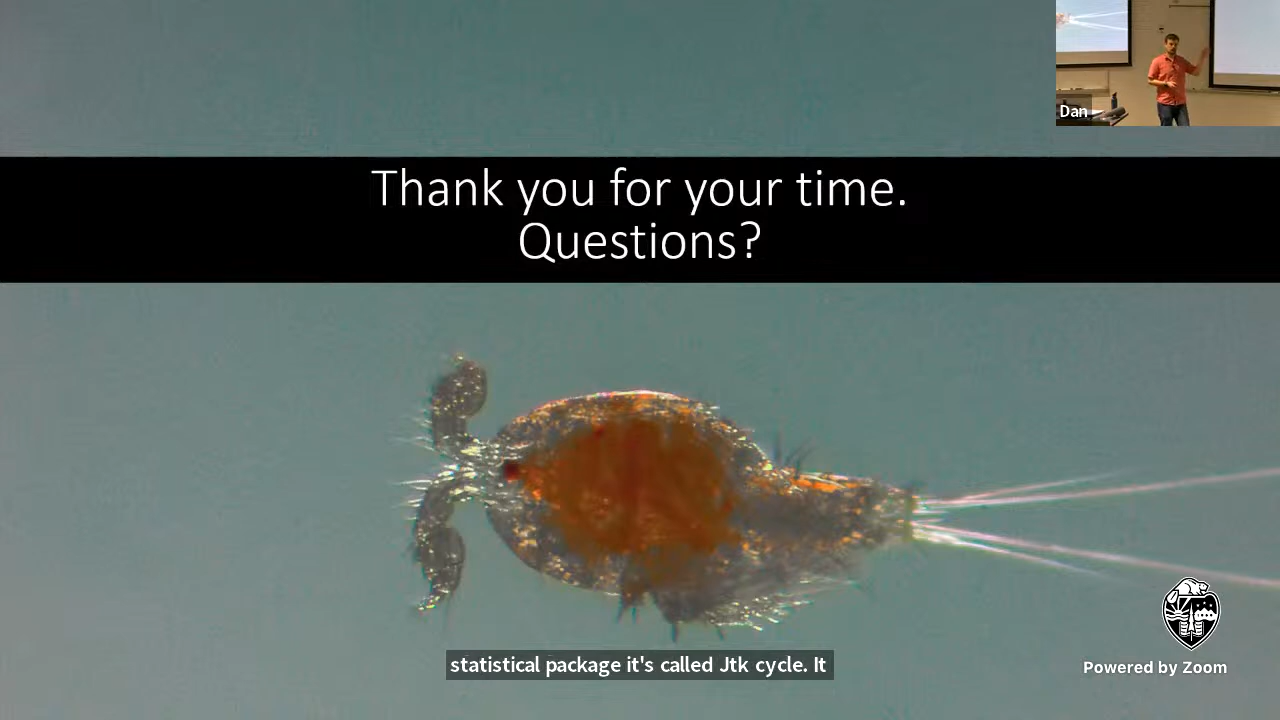 Dan
Thank you for your time.
Questions?
statistical package it's called Jtk cycle. It
Powered by Zoom